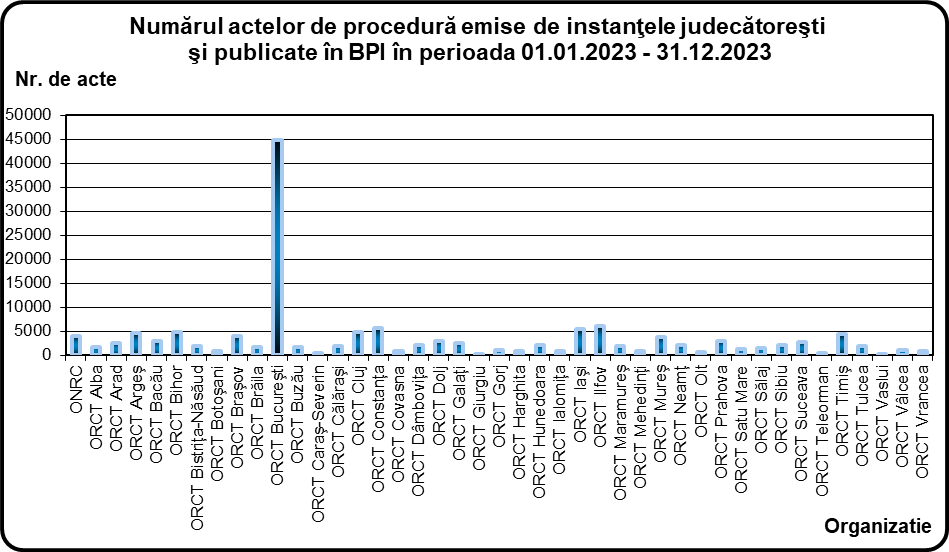 Numărul actelor de procedură emise de instanţele judecătoreşti
şi publicate în BPI în perioada 01.01.2023 - 31.12.2023
Nr. de acte
50000
45000
40000
35000
30000
25000
20000
15000
10000
5000
0
ONRC
ORCT Alba
ORCT Arad
ORCT Argeş
ORCT Bacău
ORCT Bihor
ORCT Bistriţa-Năsăud
ORCT Botoşani
ORCT Braşov
ORCT Brăila
ORCT Bucureşti
ORCT Buzău
ORCT Caraş-Severin
ORCT Călăraşi
ORCT Cluj
ORCT Constanţa
ORCT Covasna
ORCT Dâmboviţa
ORCT Dolj
ORCT Galaţi
ORCT Giurgiu
ORCT Gorj
ORCT Harghita
ORCT Hunedoara
ORCT Ialomiţa
ORCT Iaşi
ORCT Ilfov
ORCT Maramureş
ORCT Mehedinţi
ORCT Mureş
ORCT Neamţ
ORCT Olt
ORCT Prahova
ORCT Satu Mare
ORCT Sălaj
ORCT Sibiu
ORCT Suceava
ORCT Teleorman
ORCT Timiş
ORCT Tulcea
ORCT Vaslui
ORCT Vâlcea
ORCT Vrancea
Organizatie